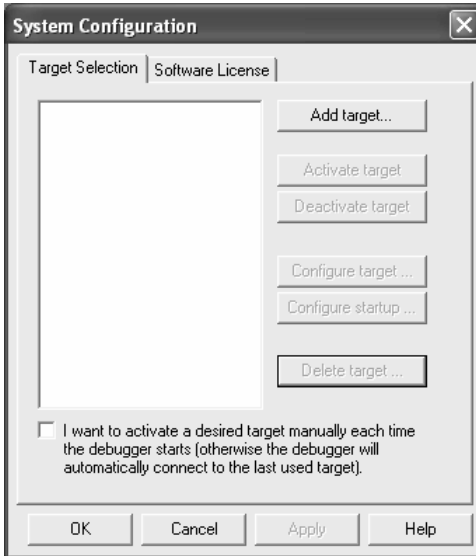 System Configuration
Target Selection
Software License
Add target...
Activate target
Deactivate target
Configure target ...
Configure startup ...
Delete target ...
I want to activate a desired target manually each time
the debugger starts (otherwise the debugger will
automatically connect to the last used target).
OK
Cancel
Apply
Help